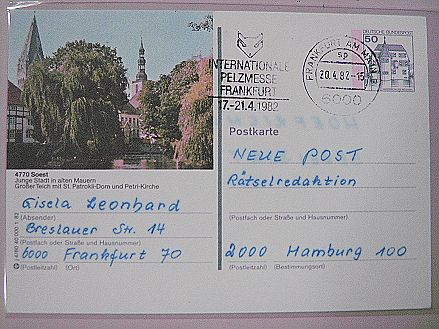 INTERNATIONALE
PELZMESSE
FRANKFURT
17.-21.4.1982
FRANKFURT AM MAIN
sp
20.4.82-15
6000
DEUTSCHE BUNDESPOST
50
4770 Soest
Junge Stadt in alten Mauern
Großer Teich mit St. Patrokli-Dom und Petri-Kirche
Gisela Leonhard
(Absender)
Breslauer Str. 14
(Postfach oder Straße und Hausnummer)
6000 Frankfurt 70
(Postleitzahl) (Ort)
Postkarte
NEUE POST
Rätselredaktion
(Postfach oder Straße und Hausnummer)
2000 Hamburg 100
(Postleitzahl) (Bestimmungsort)